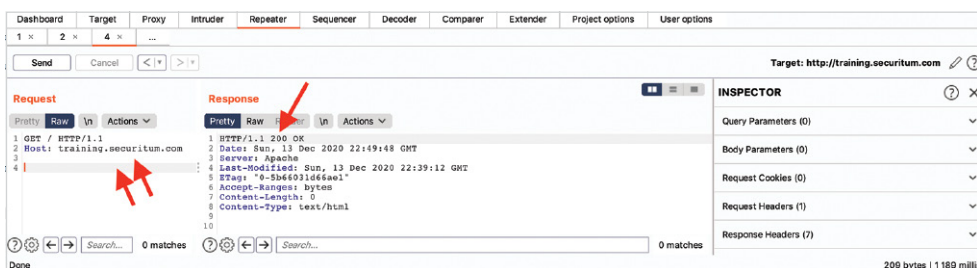 Dashboard Target Proxy Intruder Repeater Sequencer Decoder Comparer Extender Project options User options
1 × 2 × 4 × ...
Send Cancel < | ▾ > | ▾ Target: http://training.securitum.com
Request
Pretty Raw \n Actions
1 GET / HTTP/1.1
2 Host: training.securitum.com
3
4
Search... 0 matches
Response
Pretty Raw \n Actions
1 HTTP/1.1 200 OK
2 Date: Sun, 13 Dec 2020 22:49:48 GMT
3 Server: Apache
4 Last-Modified: Sun, 13 Dec 2020 22:39:12 GMT
5 ETag: "0-5b66031d66ae1"
6 Accept-Ranges: bytes
7 Content-Length: 0
8 Content-Type: text/html
9
10
Search... 0 matches
INSPECTOR
Query Parameters (0)
Body Parameters (0)
Request Cookies (0)
Request Headers (1)
Response Headers (7)
Done 209 bytes | 1 189 milli